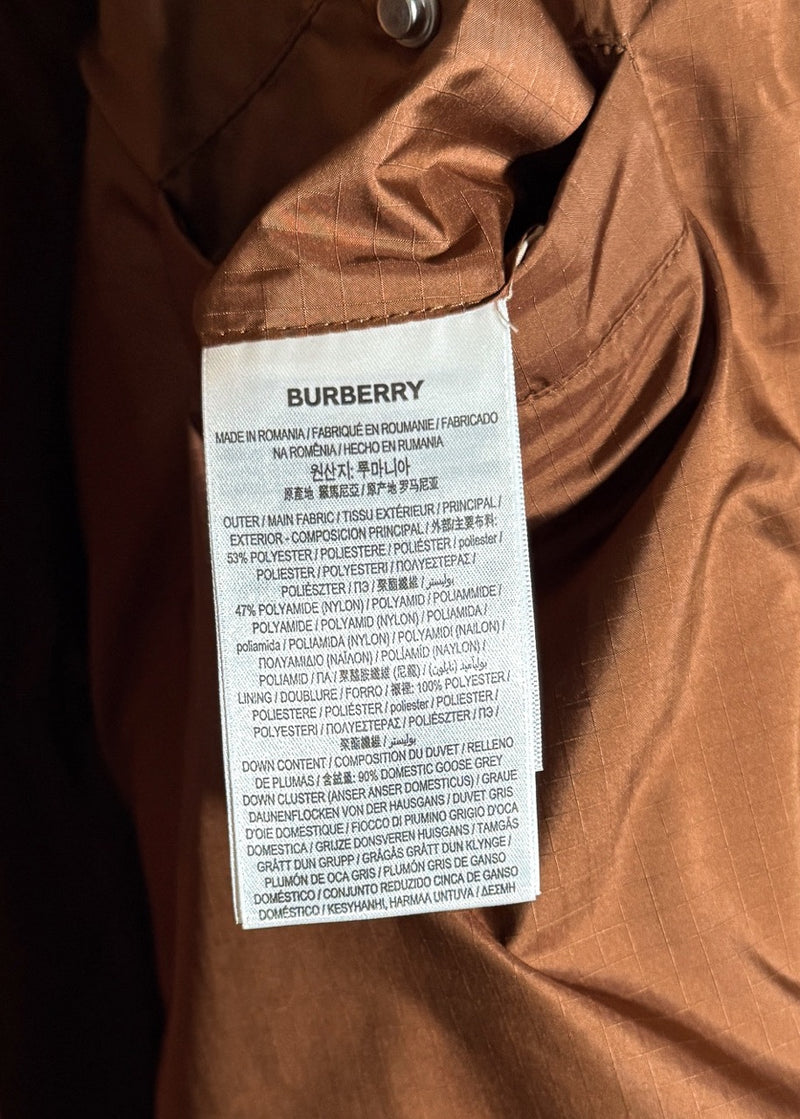 BURBERRY
MADE IN ROMANIA / FABRIQUÉ EN ROUMANIE / FABRICADO
NA ROMÊNIA / HECHO EN RUMANIA
원산지: 루마니아
原產地 羅馬尼亞 / 原产地 罗马尼亚
OUTER / MAIN FABRIC / TISSU EXTÉRIEUR / PRINCIPAL /
EXTERIOR - COMPOSICION PRINCIPAL / 外部/主要布料:
53% POLYESTER / POLIESTERE / POLIÉSTER / poliester /
POLIESTER / POLYESTERI / ΠΟΛΥΕΣΤΕΡΑΣ /
POLIÉSZTER / ПЭ / 聚酯纖維 / بوليستر /
47% POLYAMIDE (NYLON) / POLYAMID / POLIAMMIDE /
POLYAMIDE / POLYAMID (NYLON) / POLIAMIDA /
poliamida / POLIAMIDA (NYLON) / POLYAMIDI (NAILON) /
ΠΟΛΥΑΜΙΔΙΟ (ΝΑΪΛΟΝ) / POLIAMID (NAYLON) /
POLIAMID / ПА / 聚酰胺纖維 (尼龍) / بولياميد (نايلون) /
LINING / DOUBLURE / FORRO / 襯裡: 100% POLYESTER /
POLIESTERE / POLIÉSTER / poliester / POLIESTER /
POLYESTERI / ΠΟΛΥΕΣΤΕΡΑΣ / POLIÉSZTER / ПЭ /
聚酯纖維 / بوليستر /
DOWN CONTENT / COMPOSITION DU DUVET / RELLENO
DE PLUMAS / 含絨量: 90% DOMESTIC GOOSE GREY
DOWN CLUSTER (ANSER ANSER DOMESTICUS) / GRAUE
DAUNENFLOCKEN VON DER HAUSGANS / DUVET GRIS
D'OIE DOMESTIQUE / FIOCCO DI PIUMINO GRIGIO D'OCA
DOMESTICA / GRIJZE DONSVEREN HUISGANS / TAMGÅS
GRÅTT DUN GRUPP / GRÅGÅS GRÅTT DUN KLYNGE /
PLUMÓN DE OCA GRIS / PLUMÓN GRIS DE GANSO
DOMÉSTICO / CONJUNTO REDUZIDO CINCA DE GANSO
DOMÉSTICO / KESYHANHI, HARMAA UNTUVA / ΔΕΣΜΗ